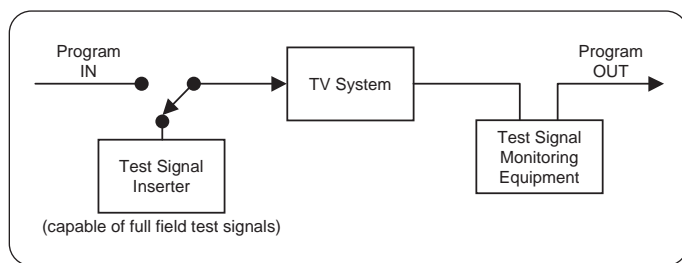 Program
IN
TV System
Program
OUT
Test Signal
Inserter
Test Signal
Monitoring
Equipment
(capable of full field test signals)